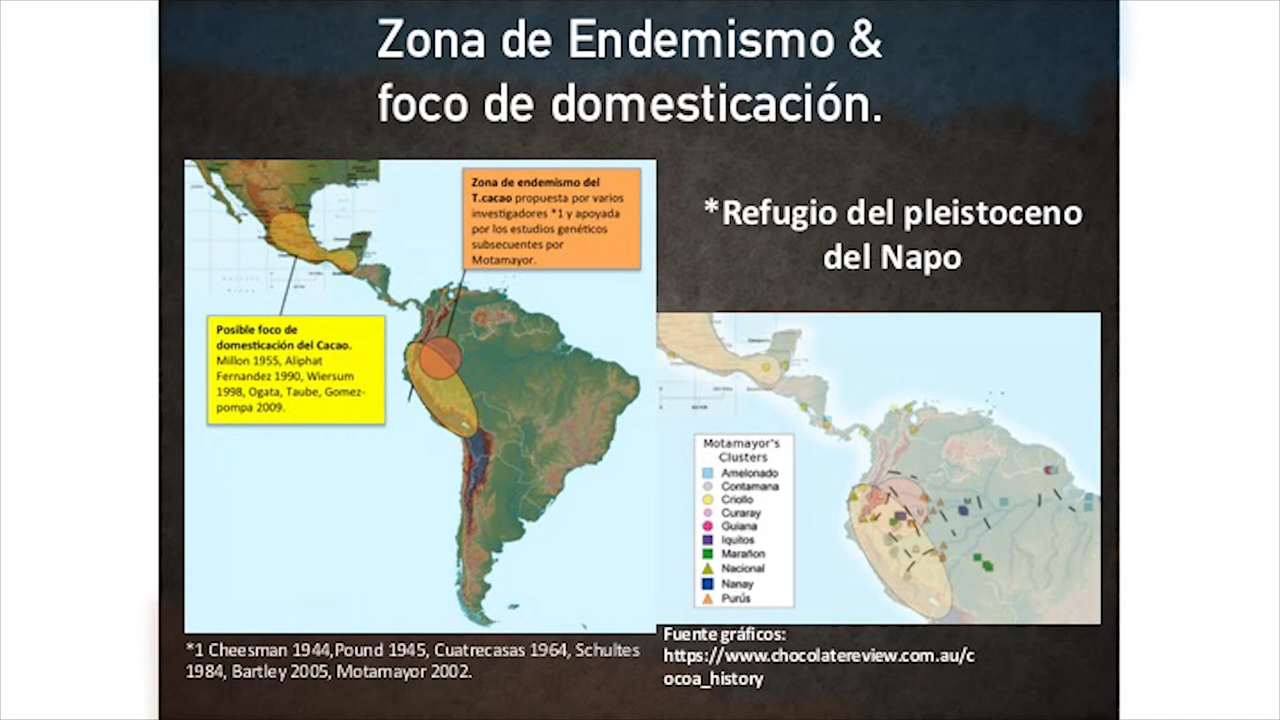 Zona de Endemismo &
foco de domesticación.
Zona de endemismo del
T.cacao propuesta por varios
investigadores *1 y apoyada
por los estudios genéticos
subsecuentes por
Motamayor.
Posible foco de
domesticación del Cacao.
Millon 1955, Aliphat
Fernandez 1990, Wiersum
1998, Ogata, Taube, Gomez-
pompa 2009.
*1 Cheesman 1944,Pound 1945, Cuatrecasas 1964, Schultes
1984, Bartley 2005, Motamayor 2002.
*Refugio del pleistoceno
del Napo
Motamayor's
Clusters
Amelonado
Contamana
Criollo
Curaray
Guiana
Iquitos
Marañon
Nacional
Nanay
Purús
Fuente gráficos:
https://www.chocolatereview.com.au/c
ocoa_history